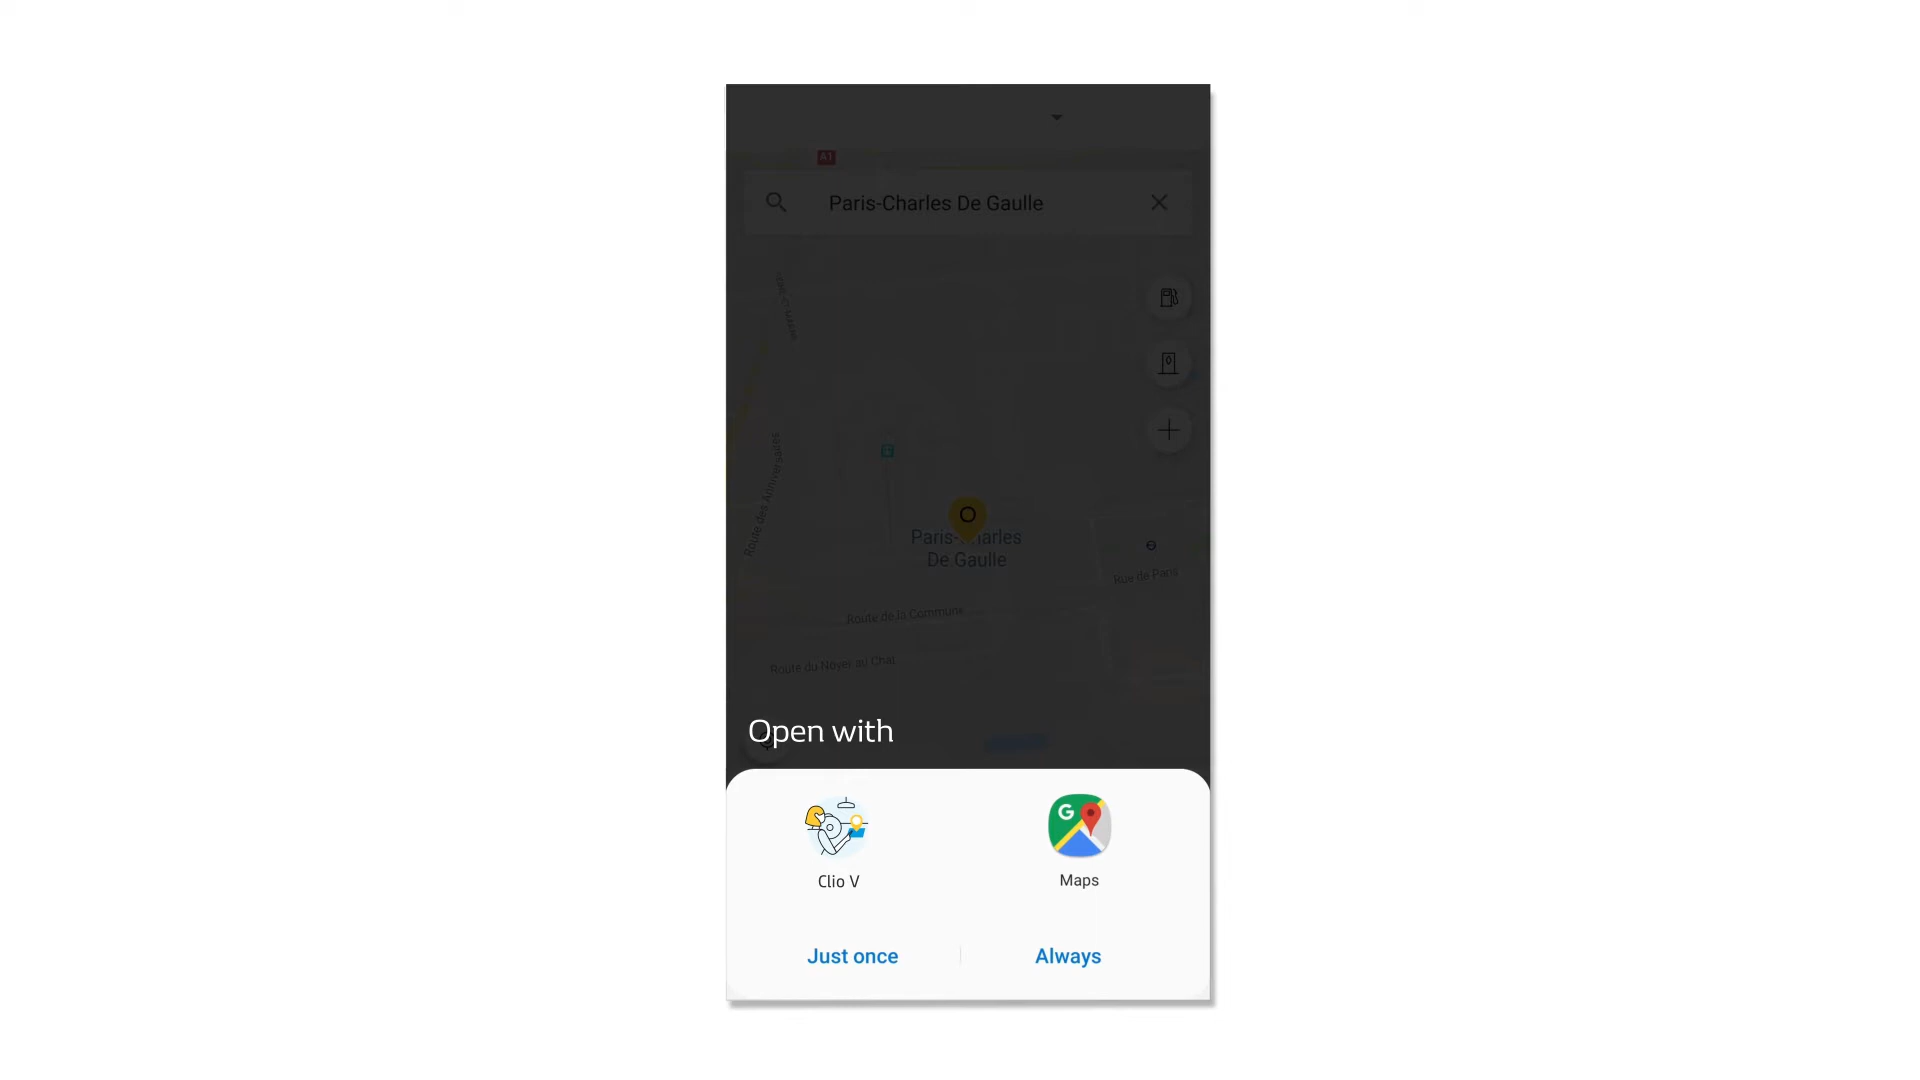 A1
Paris-Charles De Gaulle
Route des Anniversaires
Paris-Charles
De Gaulle
Rue de Paris
Route de la Commune
Route du Noyer au Chat
Open with
G
Clio V
Maps
Just once
Always